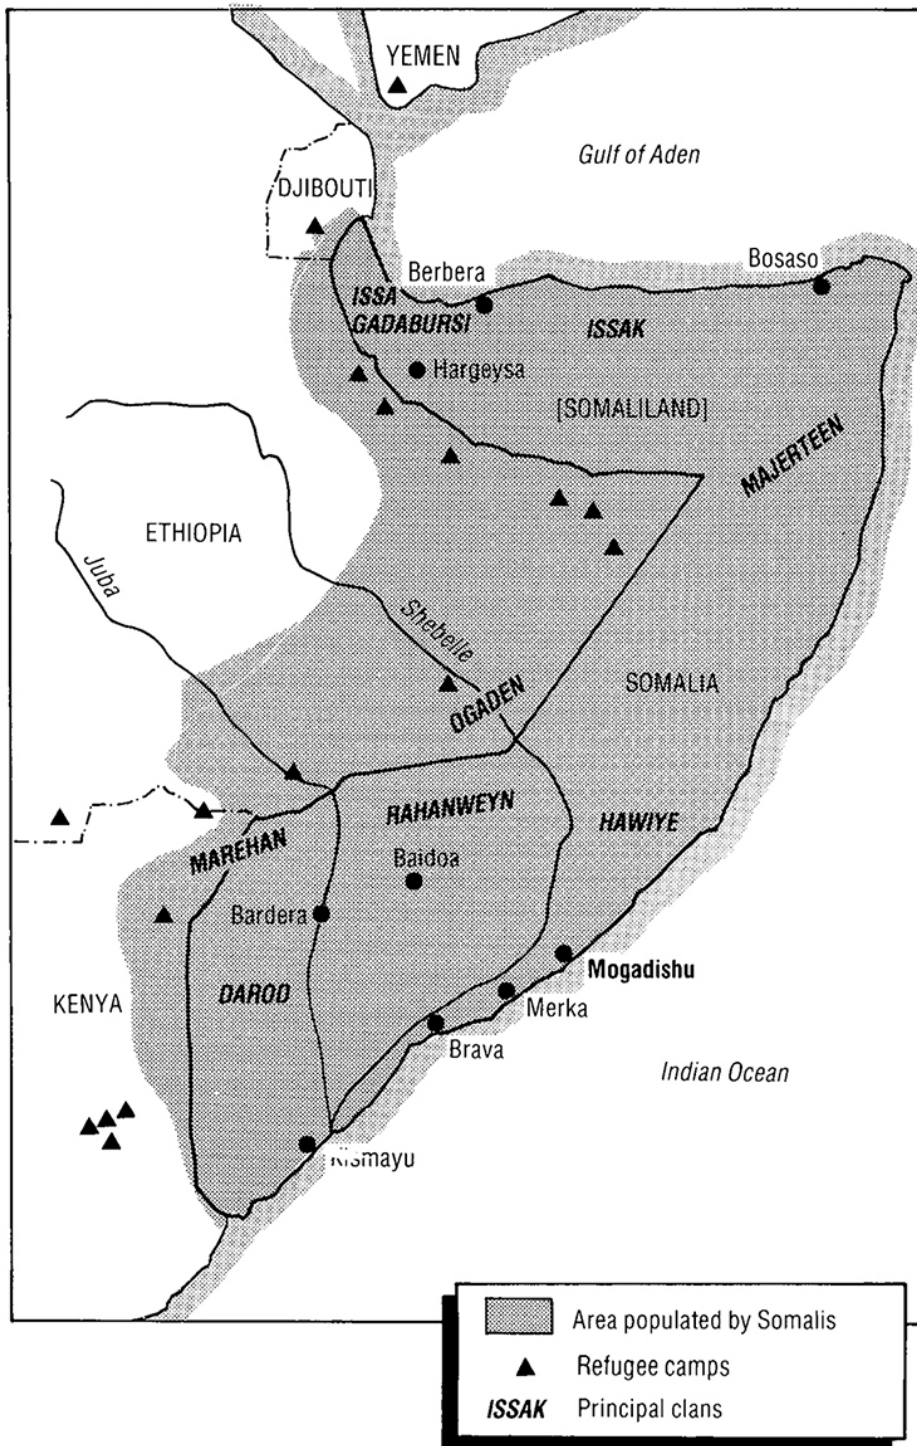 YEMEN
Gulf of Aden
DJIBOUTI
Berbera
Bosaso
ISSA
GADABURSI
ISSAK
Hargeysa
[SOMALILAND]
MAJERTEEN
ETHIOPIA
Juba
Shebelle
OGADEN
SOMALIA
RAHANWEYN
HAWIYE
MAREHAN
Baidoa
Bardera
Mogadishu
DAROD
KENYA
Merka
Brava
Indian Ocean
Kismayu
Area populated by Somalis
Refugee camps
ISSAK Principal clans